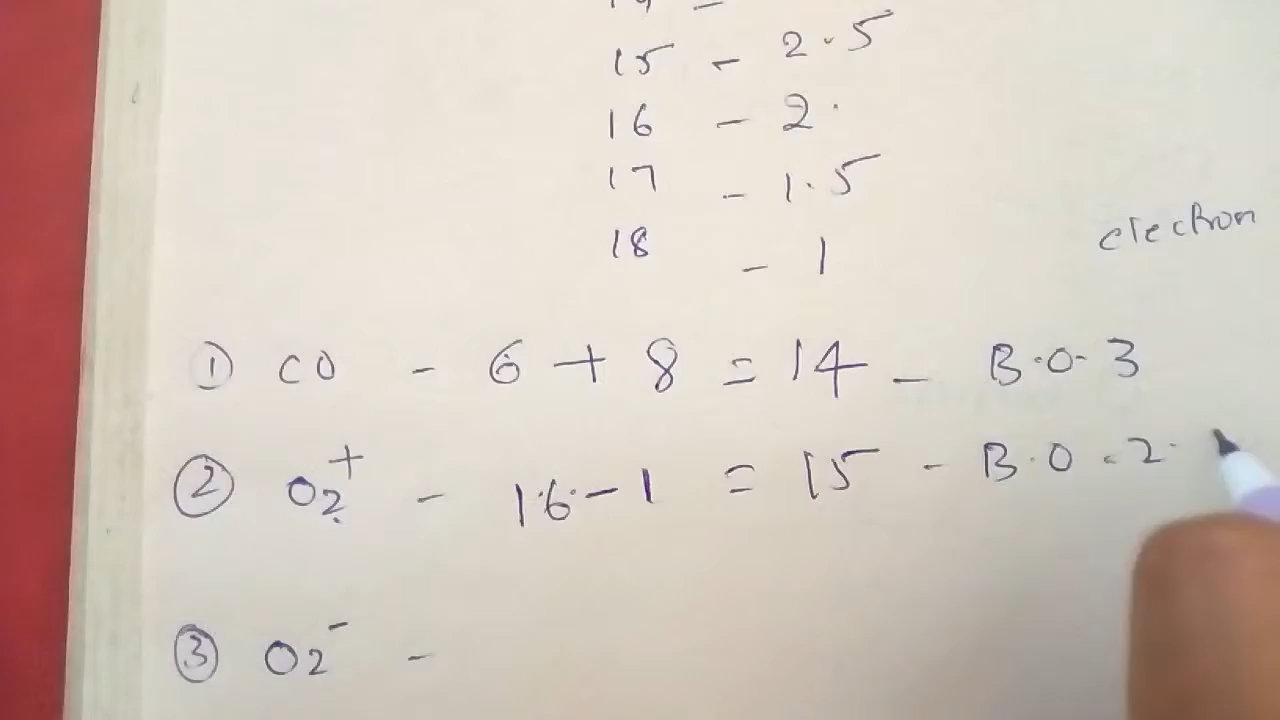 14 -
15 - 2.5
16 - 2.
17 - 1.5
18 - 1
electron
① CO - 6 + 8 = 14 - B.O. 3
② O₂⁺ - 16 - 1 = 15 - B.O. 2.
③ O₂⁻ -